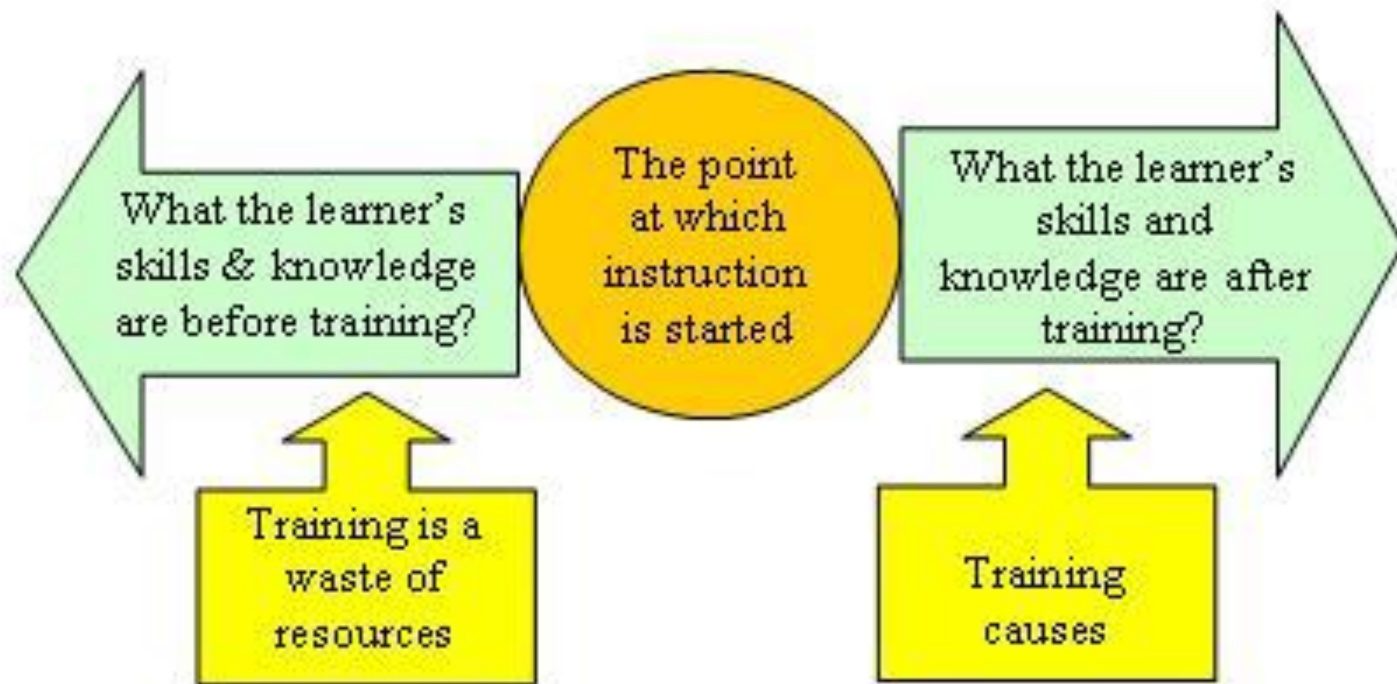 What the learner's
skills & knowledge
are before training?
The point
at which
instruction
is started
What the learner's
skills and
knowledge are after
training?
Training is a
waste of
resources
Training
causes